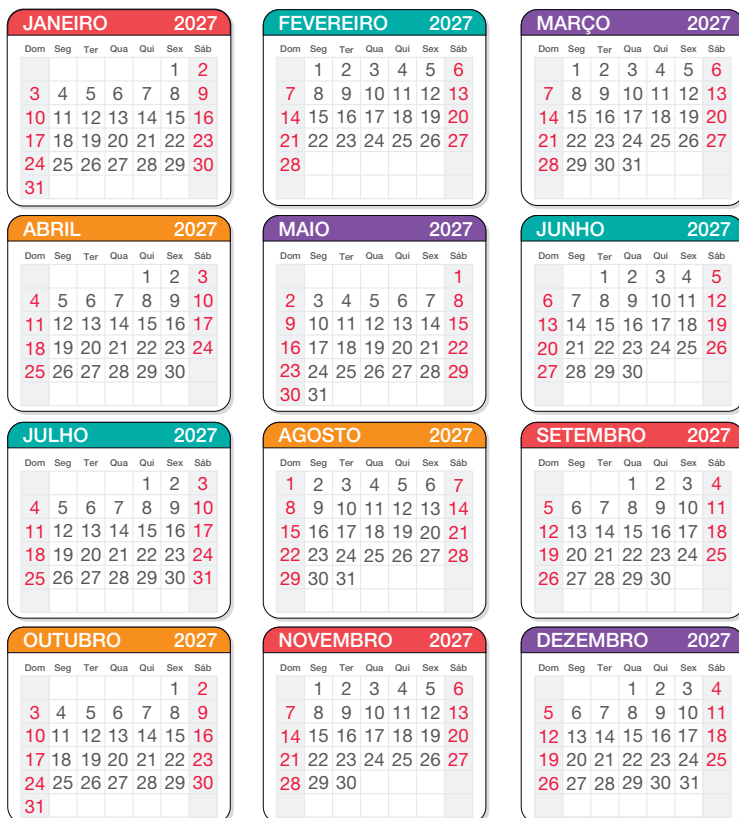 JANEIRO 2027
Dom Seg Ter Qua Qui Sex Sáb
1 2
3 4 5 6 7 8 9
10 11 12 13 14 15 16
17 18 19 20 21 22 23
24 25 26 27 28 29 30
31
FEVEREIRO 2027
Dom Seg Ter Qua Qui Sex Sáb
1 2 3 4 5 6
7 8 9 10 11 12 13
14 15 16 17 18 19 20
21 22 23 24 25 26 27
28
MARÇO 2027
Dom Seg Ter Qua Qui Sex Sáb
1 2 3 4 5 6
7 8 9 10 11 12 13
14 15 16 17 18 19 20
21 22 23 24 25 26 27
28 29 30 31
ABRIL 2027
Dom Seg Ter Qua Qui Sex Sáb
1 2 3
4 5 6 7 8 9 10
11 12 13 14 15 16 17
18 19 20 21 22 23 24
25 26 27 28 29 30
MAIO 2027
Dom Seg Ter Qua Qui Sex Sáb
1
2 3 4 5 6 7 8
9 10 11 12 13 14 15
16 17 18 19 20 21 22
23 24 25 26 27 28 29
30 31
JUNHO 2027
Dom Seg Ter Qua Qui Sex Sáb
1 2 3 4 5
6 7 8 9 10 11 12
13 14 15 16 17 18 19
20 21 22 23 24 25 26
27 28 29 30
JULHO 2027
Dom Seg Ter Qua Qui Sex Sáb
1 2 3
4 5 6 7 8 9 10
11 12 13 14 15 16 17
18 19 20 21 22 23 24
25 26 27 28 29 30 31
AGOSTO 2027
Dom Seg Ter Qua Qui Sex Sáb
1 2 3 4 5 6 7
8 9 10 11 12 13 14
15 16 17 18 19 20 21
22 23 24 25 26 27 28
29 30 31
SETEMBRO 2027
Dom Seg Ter Qua Qui Sex Sáb
1 2 3 4
5 6 7 8 9 10 11
12 13 14 15 16 17 18
19 20 21 22 23 24 25
26 27 28 29 30
OUTUBRO 2027
Dom Seg Ter Qua Qui Sex Sáb
1 2
3 4 5 6 7 8 9
10 11 12 13 14 15 16
17 18 19 20 21 22 23
24 25 26 27 28 29 30
31
NOVEMBRO 2027
Dom Seg Ter Qua Qui Sex Sáb
1 2 3 4 5 6
7 8 9 10 11 12 13
14 15 16 17 18 19 20
21 22 23 24 25 26 27
28 29 30
DEZEMBRO 2027
Dom Seg Ter Qua Qui Sex Sáb
1 2 3 4
5 6 7 8 9 10 11
12 13 14 15 16 17 18
19 20 21 22 23 24 25
26 27 28 29 30 31